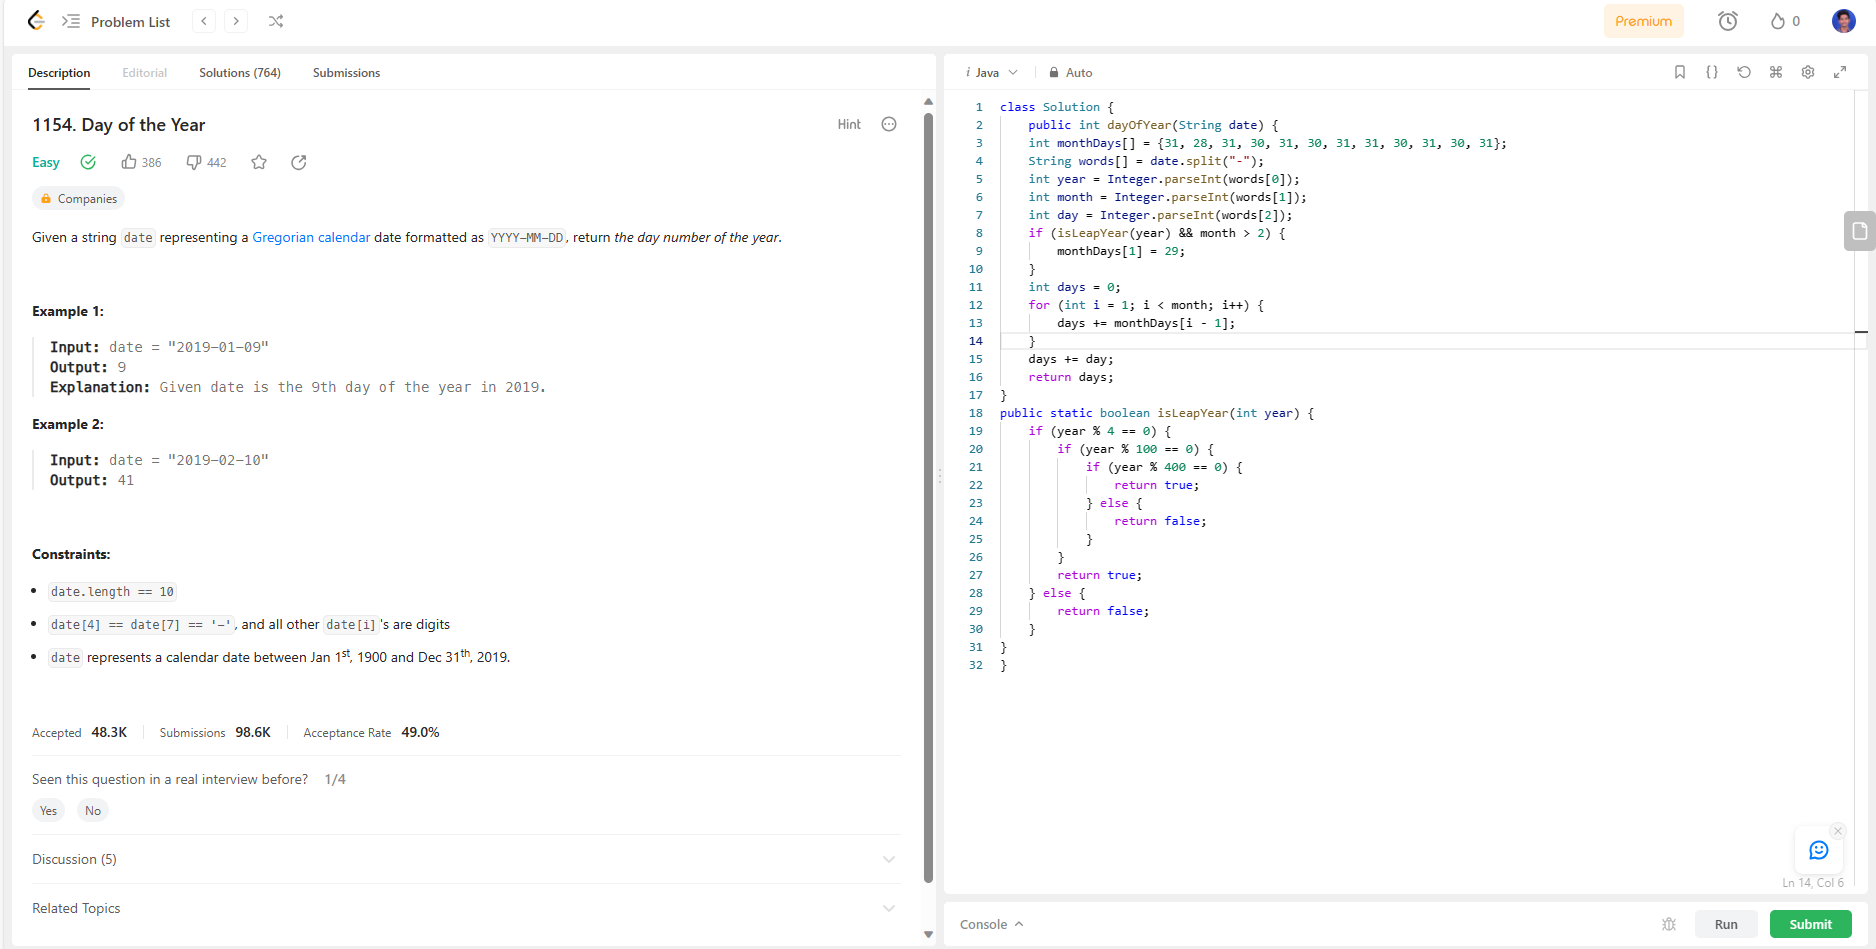 Problem List
Premium
0
Description Editorial Solutions (764) Submissions
1154. Day of the Year
Hint
Easy 386 442
Companies
Given a string date representing a Gregorian calendar date formatted as YYYY-MM-DD, return the day number of the year.
Example 1:
Input: date = "2019-01-09"
Output: 9
Explanation: Given date is the 9th day of the year in 2019.
Example 2:
Input: date = "2019-02-10"
Output: 41
Constraints:
• date.length == 10
• date[4] == date[7] == '-', and all other date[i]'s are digits
• date represents a calendar date between Jan 1st, 1900 and Dec 31th, 2019.
Accepted 48.3K Submissions 98.6K Acceptance Rate 49.0%
Seen this question in a real interview before? 1/4
Yes No
Discussion (5)
Related Topics
i Java Auto
{}
1 class Solution {
2 public int dayOfYear(String date) {
3 int monthDays[] = {31, 28, 31, 30, 31, 30, 31, 31, 30, 31, 30, 31};
4 String words[] = date.split("-");
5 int year = Integer.parseInt(words[0]);
6 int month = Integer.parseInt(words[1]);
7 int day = Integer.parseInt(words[2]);
8 if (isLeapYear(year) && month > 2) {
9 monthDays[1] = 29;
10 }
11 int days = 0;
12 for (int i = 1; i < month; i++) {
13 days += monthDays[i - 1];
14 }
15 days += day;
16 return days;
17 }
18 public static boolean isLeapYear(int year) {
19 if (year % 4 == 0) {
20 if (year % 100 == 0) {
21 if (year % 400 == 0) {
22 return true;
23 } else {
24 return false;
25 }
26 }
27 return true;
28 } else {
29 return false;
30 }
31 }
32 }
Ln 14, Col 6
Console
Run
Submit